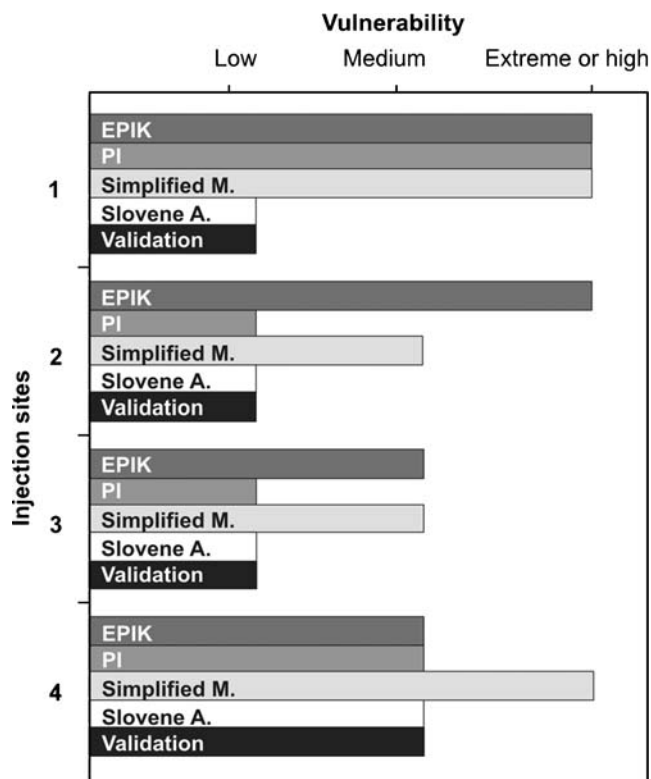 Vulnerability
Low Medium Extreme or high
EPIK
PI
1
Simplified M.
Slovene A.
Validation
EPIK
PI
2
Simplified M.
Slovene A.
Validation
Injection sites
EPIK
PI
3
Simplified M.
Slovene A.
Validation
EPIK
PI
4
Simplified M.
Slovene A.
Validation